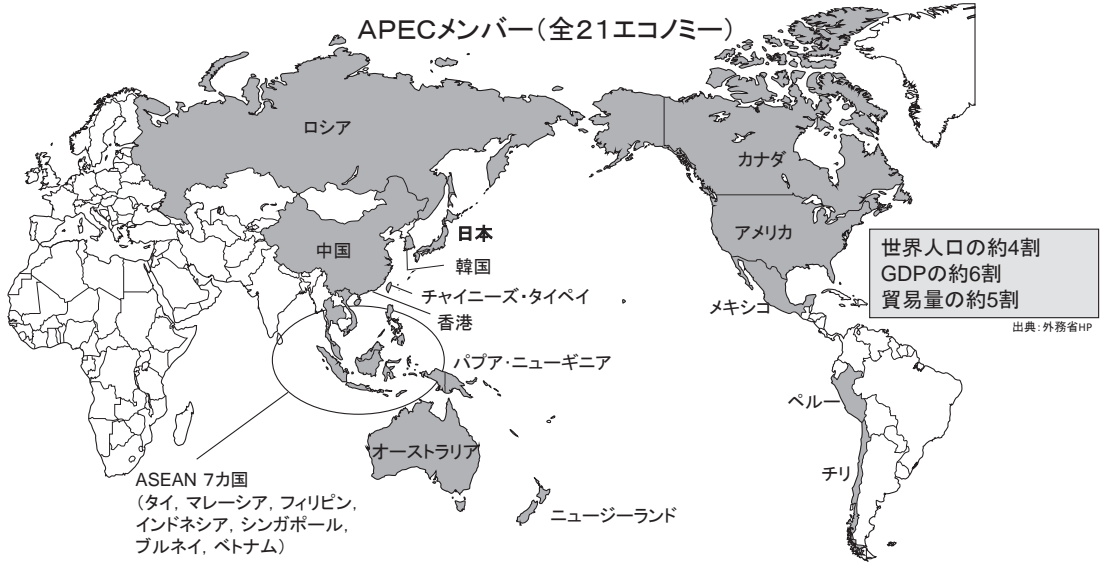 APECメンバー(全21エコノミー)
ロシア
カナダ
中国
日本
アメリカ
韓国
世界人口の約4割
GDPの約6割
貿易量の約5割
チャイニーズ・タイペイ
メキシコ
香港
出典:外務省HP
パプア・ニューギニア
ペルー
オーストラリア
チリ
ASEAN 7カ国
(タイ, マレーシア, フィリピン,
インドネシア, シンガポール,
ブルネイ, ベトナム)
ニュージーランド